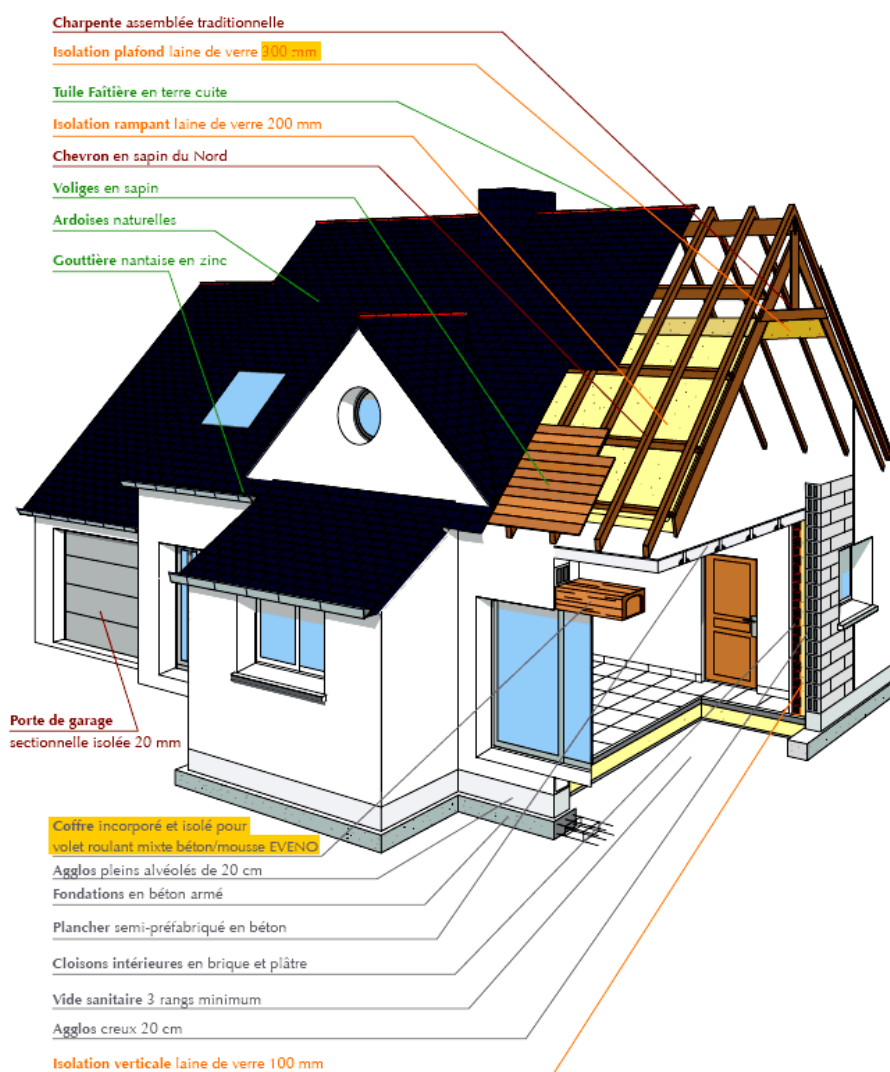 Charpente assemblée traditionnelle
Isolation plafond laine de verre 300 mm
Tuile Faîtière en terre cuite
Isolation rampant laine de verre 200 mm
Chevron en sapin du Nord
Voliges en sapin
Ardoises naturelles
Gouttière nantaise en zinc
Porte de garage
sectionnelle isolée 20 mm
Coffre incorporé et isolé pour
volet roulant mixte béton/mousse EVENO
Agglos pleins alvéolés de 20 cm
Fondations en béton armé
Plancher semi-préfabriqué en béton
Cloisons intérieures en brique et plâtre
Vide sanitaire 3 rangs minimum
Agglos creux 20 cm
Isolation verticale laine de verre 100 mm